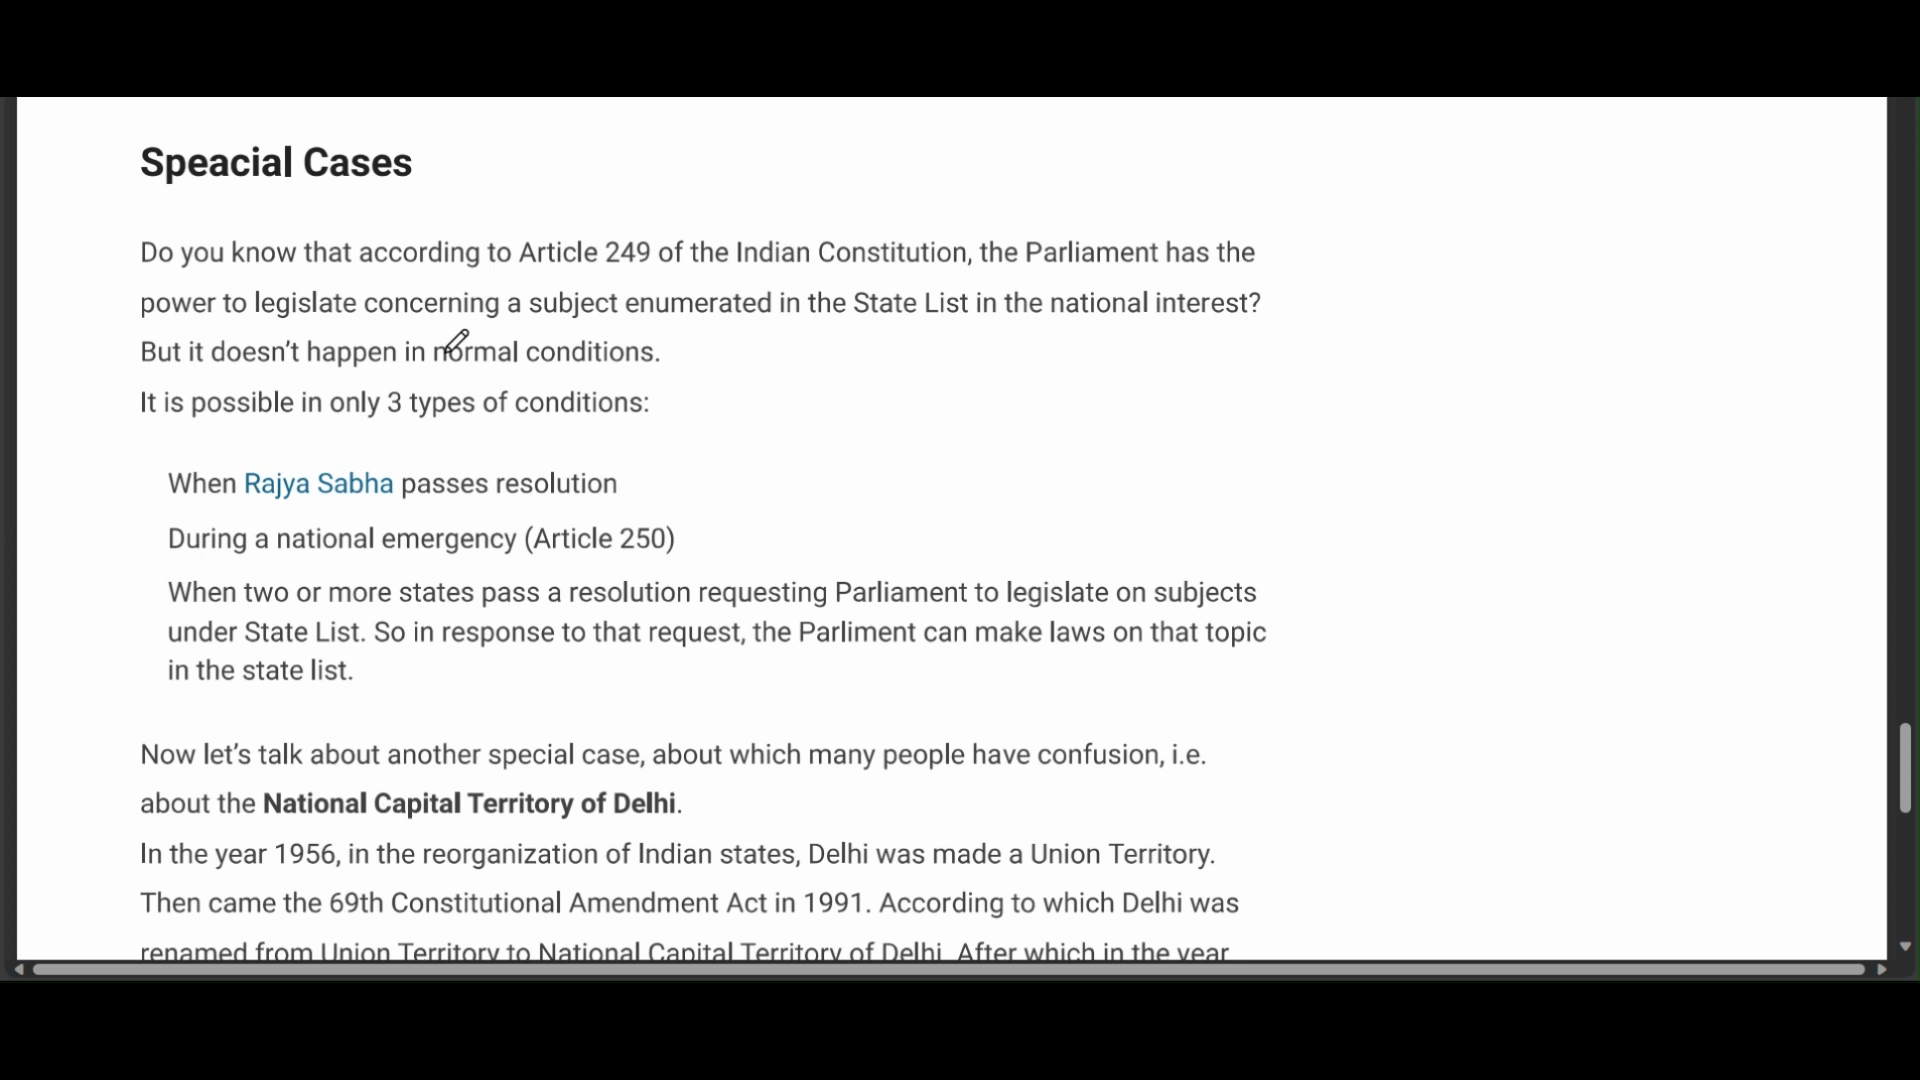 Speacial Cases
Do you know that according to Article 249 of the Indian Constitution, the Parliament has the
power to legislate concerning a subject enumerated in the State List in the national interest?
But it doesn’t happen in normal conditions.
It is possible in only 3 types of conditions:
When Rajya Sabha passes resolution
During a national emergency (Article 250)
When two or more states pass a resolution requesting Parliament to legislate on subjects
under State List. So in response to that request, the Parliment can make laws on that topic
in the state list.
Now let’s talk about another special case, about which many people have confusion, i.e.
about the National Capital Territory of Delhi.
In the year 1956, in the reorganization of Indian states, Delhi was made a Union Territory.
Then came the 69th Constitutional Amendment Act in 1991. According to which Delhi was
renamed from Union Territory to National Capital Territory of Delhi. After which in the year